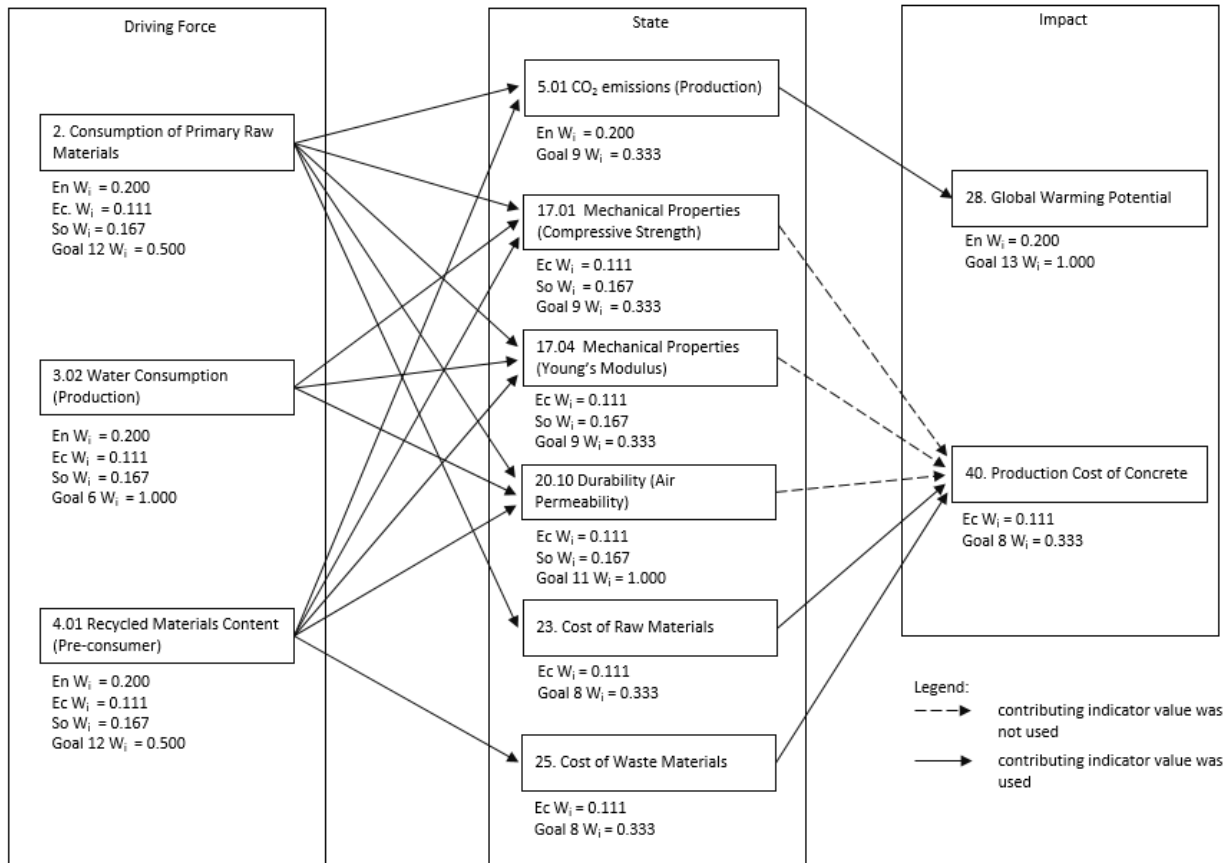 Driving Force
2. Consumption of Primary Raw
Materials
En Wᵢ = 0.200
Ec. Wᵢ = 0.111
So Wᵢ = 0.167
Goal 12 Wᵢ = 0.500
3.02 Water Consumption
(Production)
En Wᵢ = 0.200
Ec Wᵢ = 0.111
So Wᵢ = 0.167
Goal 6 Wᵢ = 1.000
4.01 Recycled Materials Content
(Pre-consumer)
En Wᵢ = 0.200
Ec Wᵢ = 0.111
So Wᵢ = 0.167
Goal 12 Wᵢ = 0.500
State
5.01 CO₂ emissions (Production)
En Wᵢ = 0.200
Goal 9 Wᵢ = 0.333
17.01 Mechanical Properties
(Compressive Strength)
Ec Wᵢ = 0.111
So Wᵢ = 0.167
Goal 9 Wᵢ = 0.333
17.04 Mechanical Properties
(Young's Modulus)
Ec Wᵢ = 0.111
So Wᵢ = 0.167
Goal 9 Wᵢ = 0.333
20.10 Durability (Air
Permeability)
Ec Wᵢ = 0.111
So Wᵢ = 0.167
Goal 11 Wᵢ = 1.000
23. Cost of Raw Materials
Ec Wᵢ = 0.111
Goal 8 Wᵢ = 0.333
25. Cost of Waste Materials
Ec Wᵢ = 0.111
Goal 8 Wᵢ = 0.333
Impact
28. Global Warming Potential
En Wᵢ = 0.200
Goal 13 Wᵢ = 1.000
40. Production Cost of Concrete
Ec Wᵢ = 0.111
Goal 8 Wᵢ = 0.333
Legend:
contributing indicator value was
not used
contributing indicator value was
used